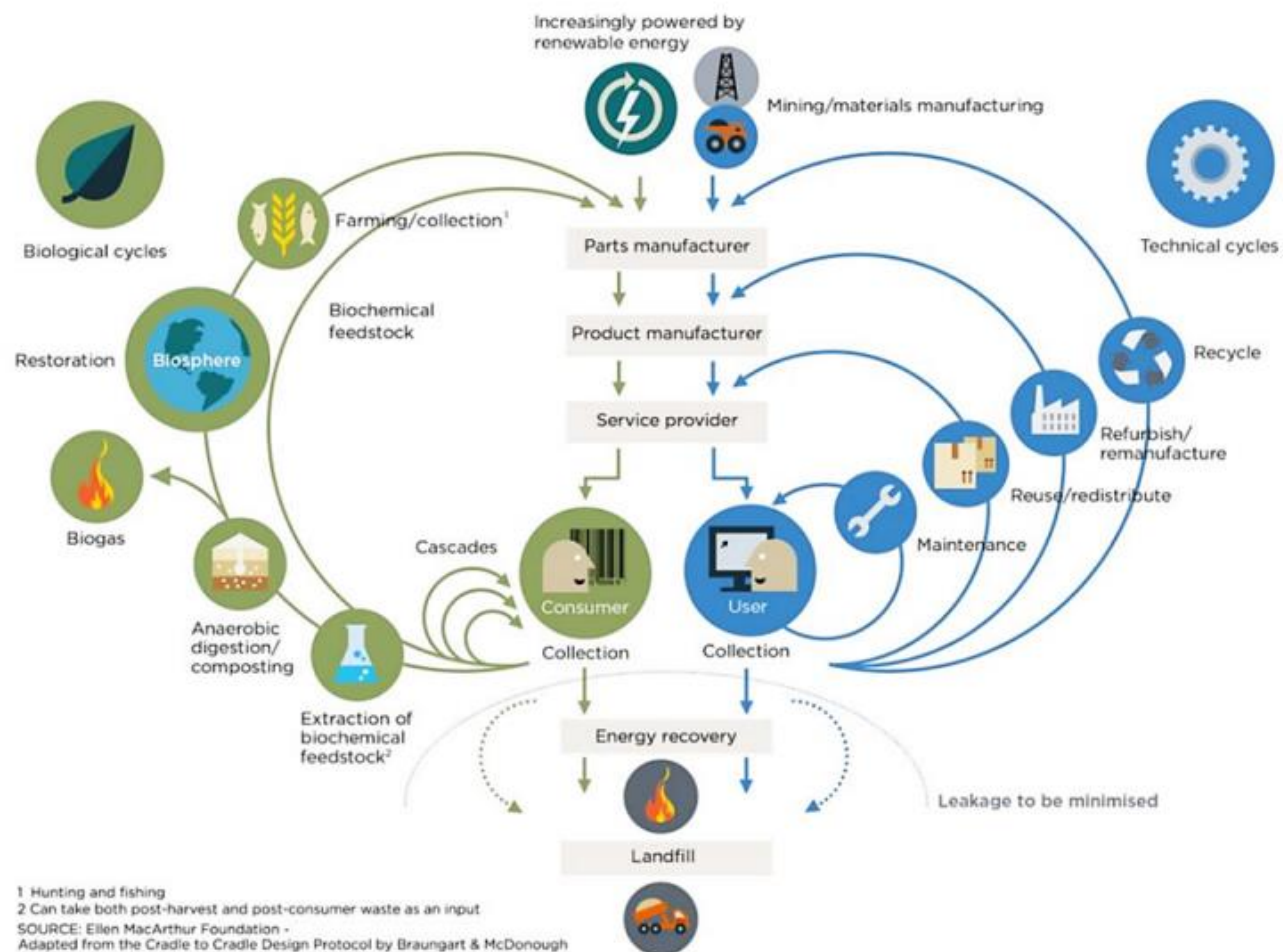 Increasingly powered by
renewable energy
Mining/materials manufacturing
Biological cycles
Farming/collection¹
Technical cycles
Parts manufacturer
Biochemical
feedstock
Product manufacturer
Restoration
Biosphere
Recycle
Service provider
Refurbish/
remanufacture
Reuse/redistribute
Biogas
Cascades
Maintenance
Consumer
User
Anaerobic
digestion/
composting
Collection
Collection
Extraction of
biochemical
feedstock²
Energy recovery
Leakage to be minimised
Landfill
1 Hunting and fishing
2 Can take both post-harvest and post-consumer waste as an input
SOURCE: Ellen MacArthur Foundation -
Adapted from the Cradle to Cradle Design Protocol by Braungart & McDonough